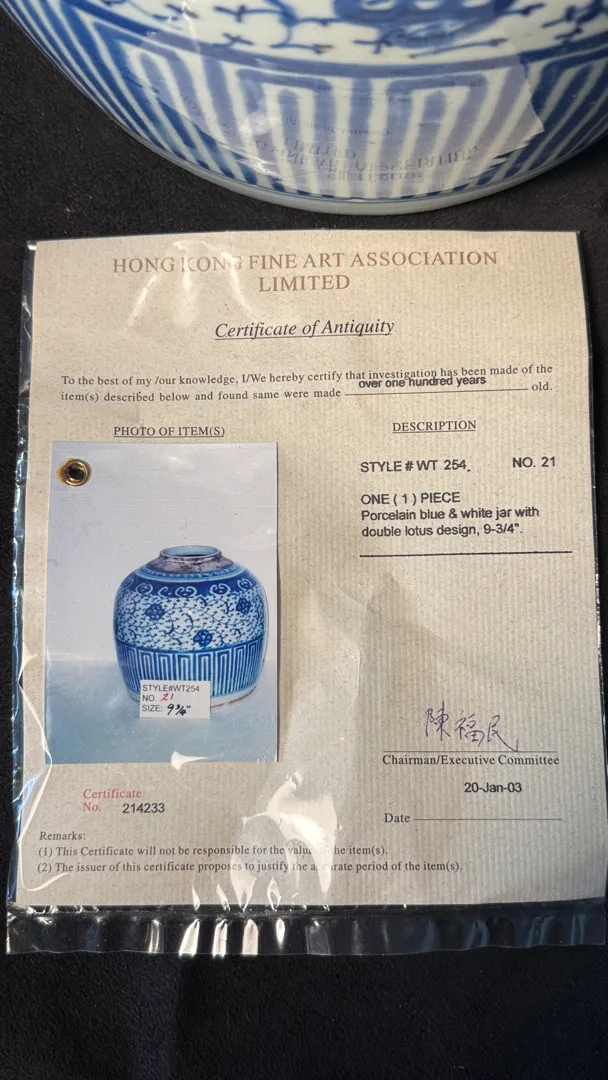 HONG KONG FINE ART ASSOCIATION
LIMITED
Certificate of Antiquity
To the best of my /our knowledge, I/We hereby certify that investigation has been made of the
item(s) described below and found same were made over one hundred years old.
PHOTO OF ITEM(S)
STYLE#WT254
NO. 21
SIZE: 9¾"
DESCRIPTION
STYLE # WT 254. NO. 21
ONE ( 1 ) PIECE
Porcelain blue & white jar with
double lotus design, 9-3/4".
陳福民
Chairman/Executive Committee
20-Jan-03
Date
Certificate
No. 214233
Remarks:
(1) This Certificate will not be responsible for the value of the item(s).
(2) The issuer of this certificate proposes to justify the accurate period of the item(s).